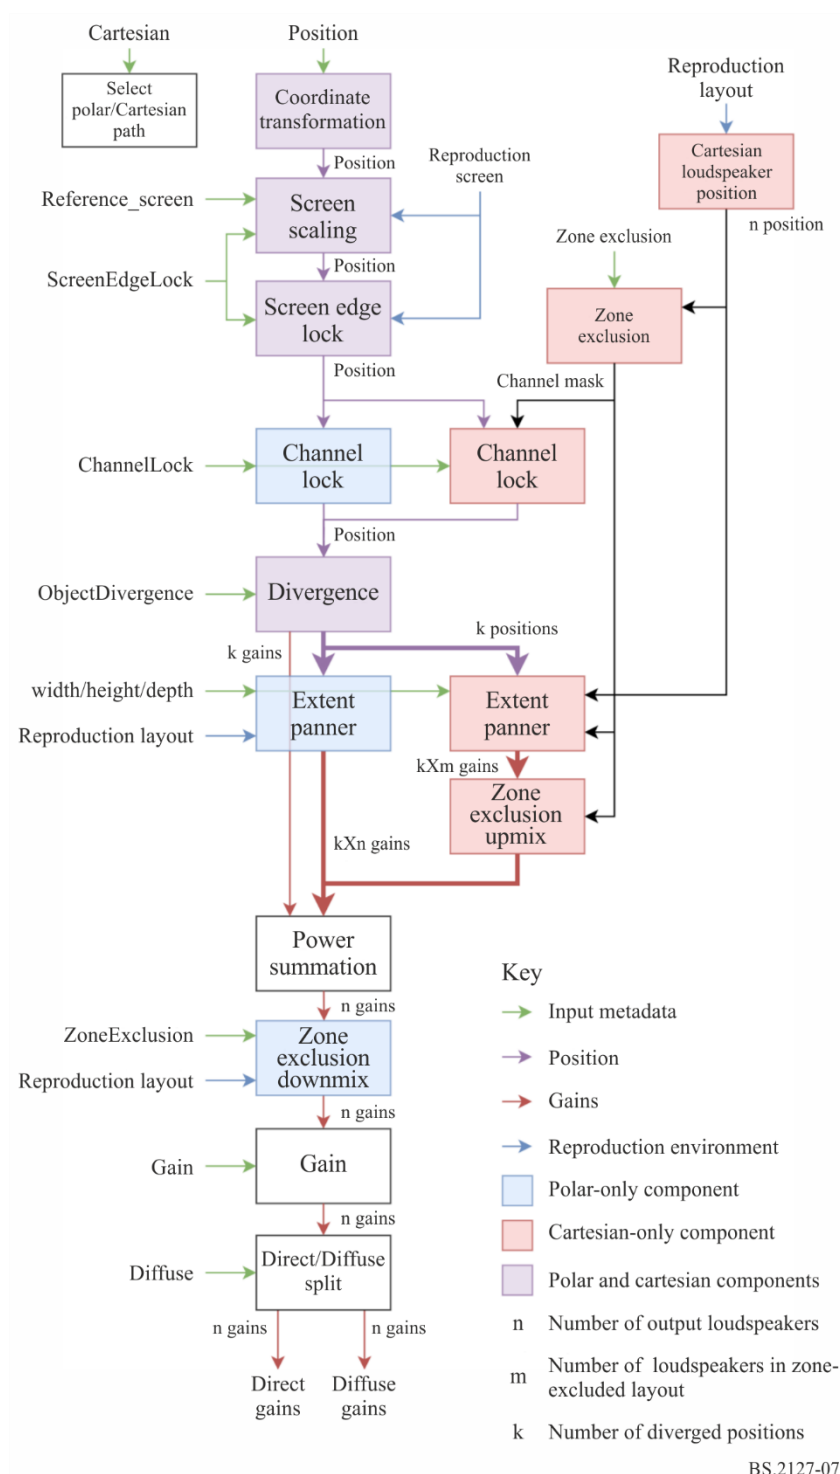 Cartesian
Position
Select
polar/Cartesian
path
Coordinate
transformation
Reproduction
layout
Position
Reproduction
screen
Cartesian
loudspeaker
position
Reference_screen
Screen
scaling
n position
Zone exclusion
Position
ScreenEdgeLock
Screen edge
lock
Zone
exclusion
Position
Channel mask
ChannelLock
Channel
lock
Channel
lock
Position
ObjectDivergence
Divergence
k gains
k positions
width/height/depth
Reproduction layout
Extent
panner
Extent
panner
kXm gains
Zone
exclusion
upmix
kXn gains
Power
summation
n gains
ZoneExclusion
Reproduction layout
Zone
exclusion
downmix
n gains
Gain
Gain
n gains
Diffuse
Direct/Diffuse
split
n gains
n gains
Direct
gains
Diffuse
gains
Key
Input metadata
Position
Gains
Reproduction environment
Polar-only component
Cartesian-only component
Polar and cartesian components
n Number of output loudspeakers
m Number of loudspeakers in zone-
excluded layout
k Number of diverged positions
BS.2127-07